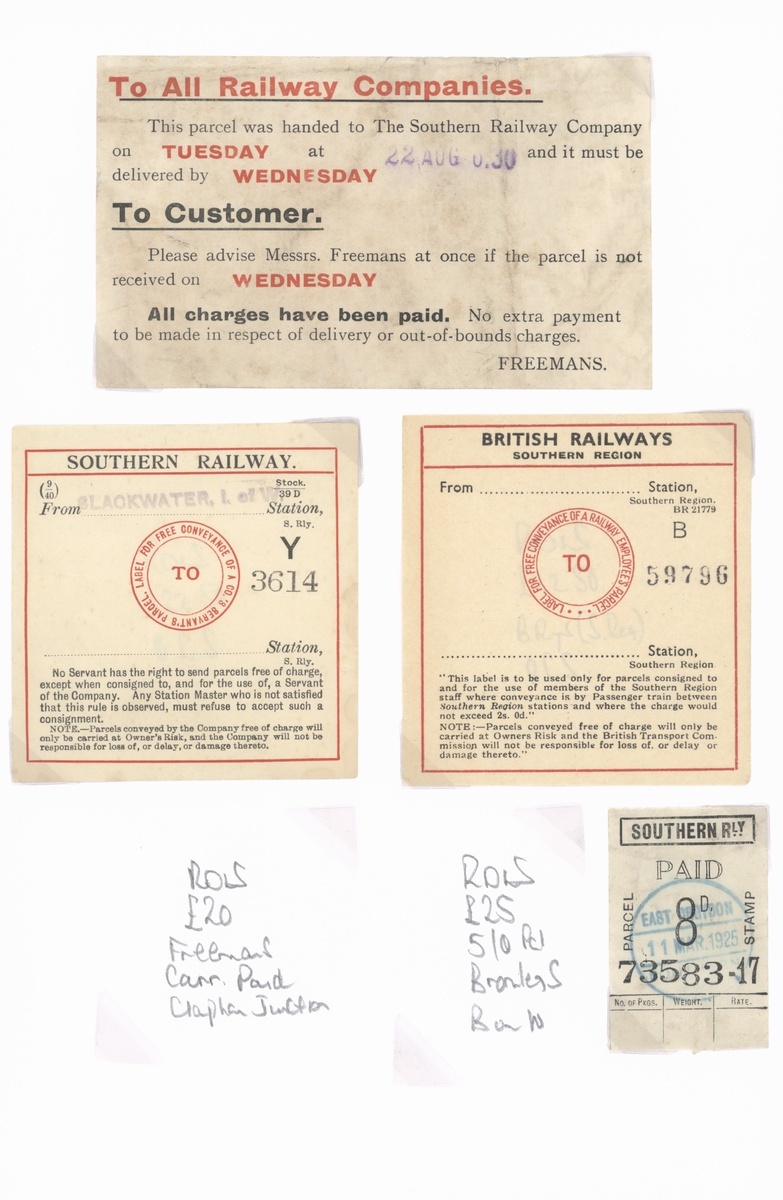 To All Railway Companies.
This parcel was handed to The Southern Railway Company
on TUESDAY at 22 AUG 6.30 and it must be
delivered by WEDNESDAY
To Customer.
Please advise Messrs. Freemans at once if the parcel is not
received on WEDNESDAY
All charges have been paid. No extra payment
to be made in respect of delivery or out-of-bounds charges.
FREEMANS.
SOUTHERN RAILWAY.
(9/40) Stock. 39 D
BLACKWATER, I. of W.
From Station,
S. Rly.
LABEL FOR FREE CONVEYANCE OF A CO.'S SERVANT'S PARCEL.
TO
Y
3614
Station,
S. Rly.
No Servant has the right to send parcels free of charge,
except when consigned to, and for the use of, a Servant
of the Company. Any Station Master who is not satisfied
that this rule is observed, must refuse to accept such a
consignment.
NOTE.—Parcels conveyed by the Company free of charge will
only be carried at Owner's Risk, and the Company will not be
responsible for loss of, or delay, or damage thereto.
BRITISH RAILWAYS
SOUTHERN REGION
From Station,
Southern Region.
BR 21779
LABEL FOR FREE CONVEYANCE OF A RAILWAY EMPLOYEE'S PARCEL
TO
B
59796
Station,
Southern Region
"This label is to be used only for parcels consigned to
and for the use of members of the Southern Region
staff where conveyance is by Passenger train between
Southern Region stations and where the charge would
not exceed 2s. 0d."
NOTE:—Parcels conveyed free of charge will only be
carried at Owners Risk and the British Transport Com-
mission will not be responsible for loss of, or delay or
damage thereto."
£20
Freemans
Carr. Paid
Clapham Junction
£25
5/0 Pcl
Bromley S
SOUTHERN RLY
PAID
PARCEL 8D. STAMP
EAST CROYDON
11 MAR. 1925
73583-17
No. of Pkgs. Weight. Rate.